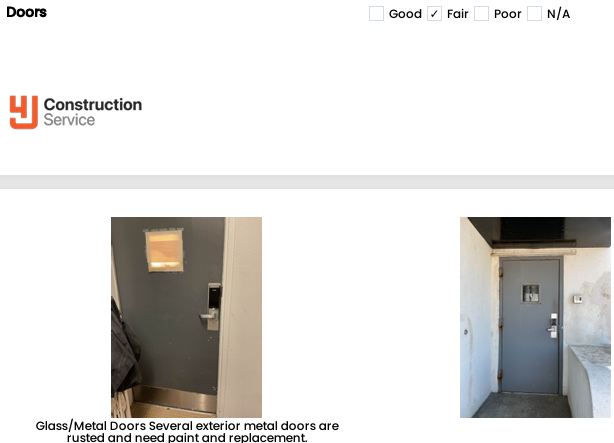 Doors
Good ✓ Fair Poor N/A
Construction
Service
Glass/Metal Doors Several exterior metal doors are
rusted and need paint and replacement.